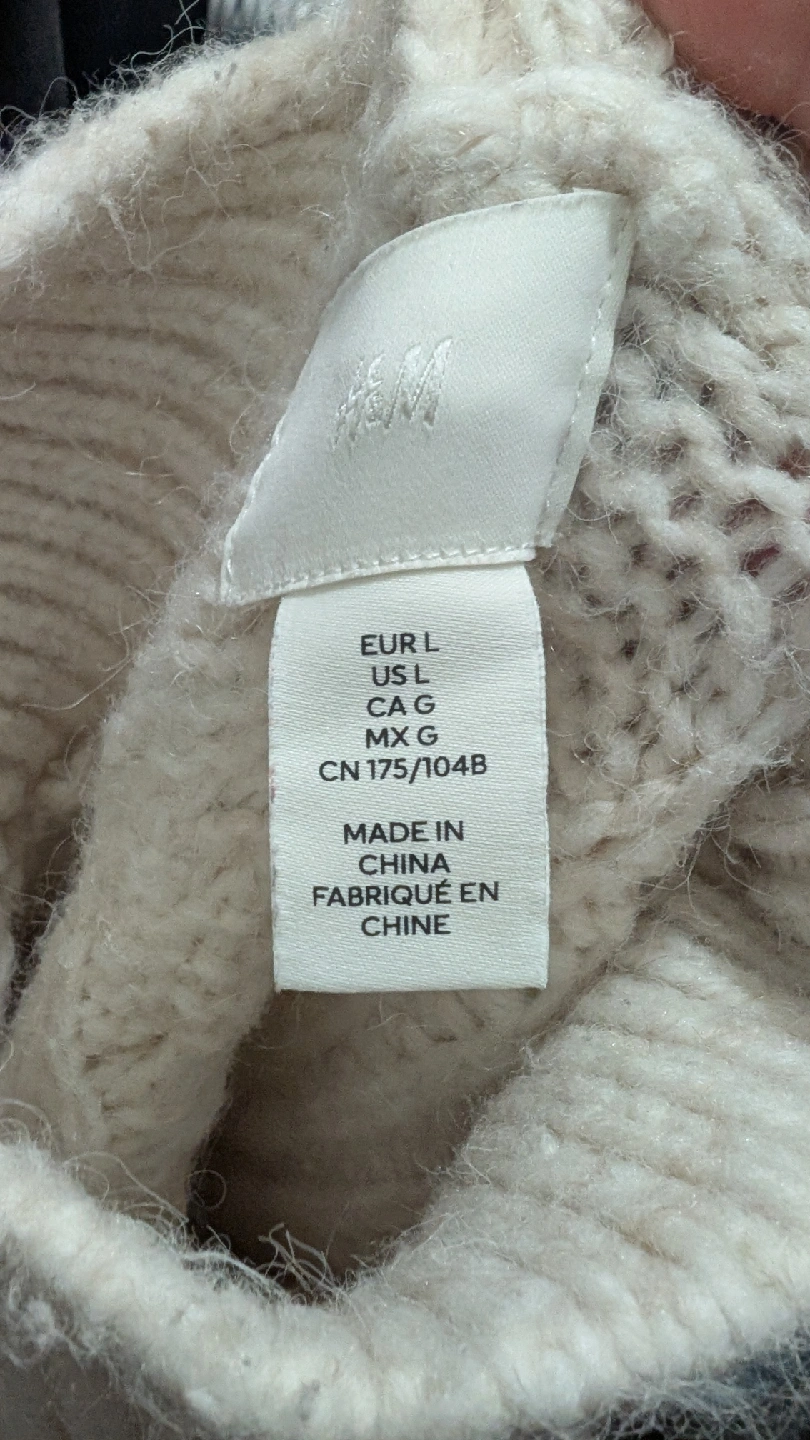 H&M
EUR L
US L
CA G
MX G
CN 175/104B
MADE IN
CHINA
FABRIQUÉ EN
CHINE